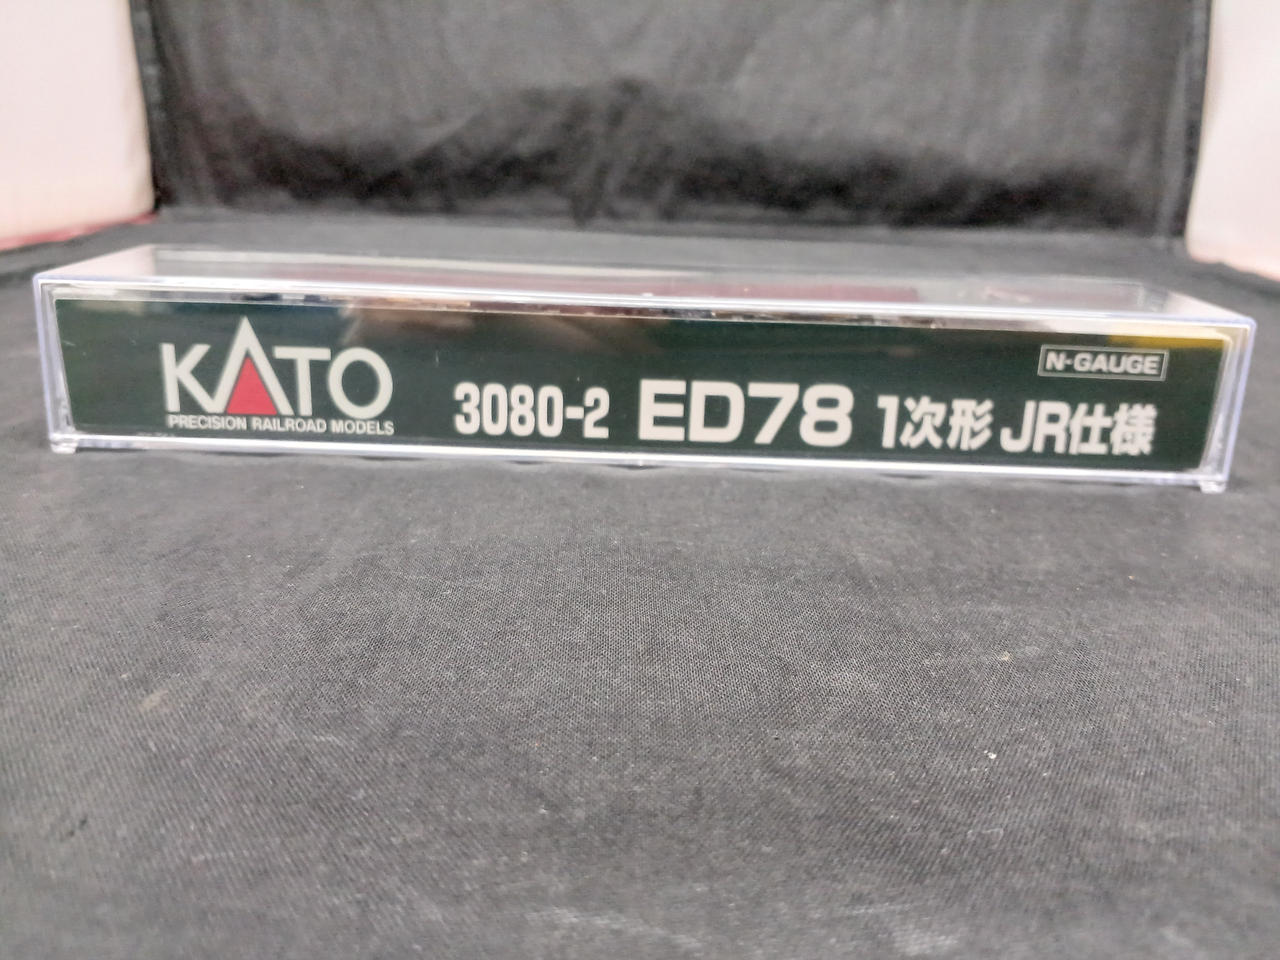 KATO
PRECISION RAILROAD MODELS
3080-2 ED78 1次形 JR仕様
N-GAUGE